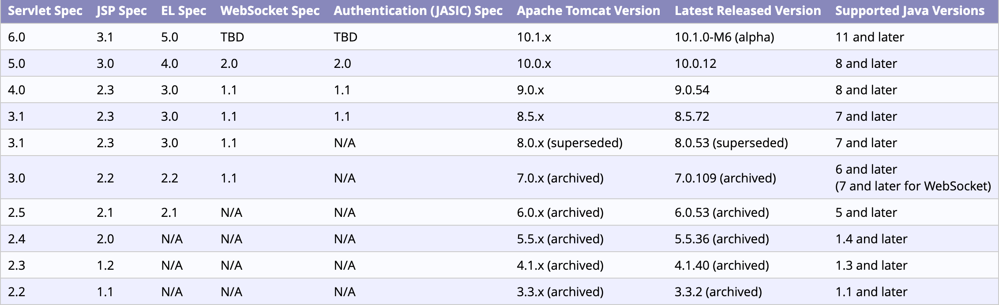 Servlet Spec JSP Spec EL Spec WebSocket Spec Authentication (JASIC) Spec Apache Tomcat Version Latest Released Version Supported Java Versions
6.0 3.1 5.0 TBD TBD 10.1.x 10.1.0-M6 (alpha) 11 and later
5.0 3.0 4.0 2.0 2.0 10.0.x 10.0.12 8 and later
4.0 2.3 3.0 1.1 1.1 9.0.x 9.0.54 8 and later
3.1 2.3 3.0 1.1 1.1 8.5.x 8.5.72 7 and later
3.1 2.3 3.0 1.1 N/A 8.0.x (superseded) 8.0.53 (superseded) 7 and later
3.0 2.2 2.2 1.1 N/A 7.0.x (archived) 7.0.109 (archived) 6 and later
(7 and later for WebSocket)
2.5 2.1 2.1 N/A N/A 6.0.x (archived) 6.0.53 (archived) 5 and later
2.4 2.0 N/A N/A N/A 5.5.x (archived) 5.5.36 (archived) 1.4 and later
2.3 1.2 N/A N/A N/A 4.1.x (archived) 4.1.40 (archived) 1.3 and later
2.2 1.1 N/A N/A N/A 3.3.x (archived) 3.3.2 (archived) 1.1 and later